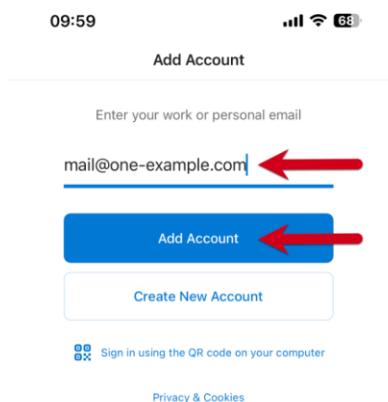 09:59 68
Add Account
Enter your work or personal email
mail@one-example.com
Add Account
Create New Account
Sign in using the QR code on your computer
Privacy & Cookies